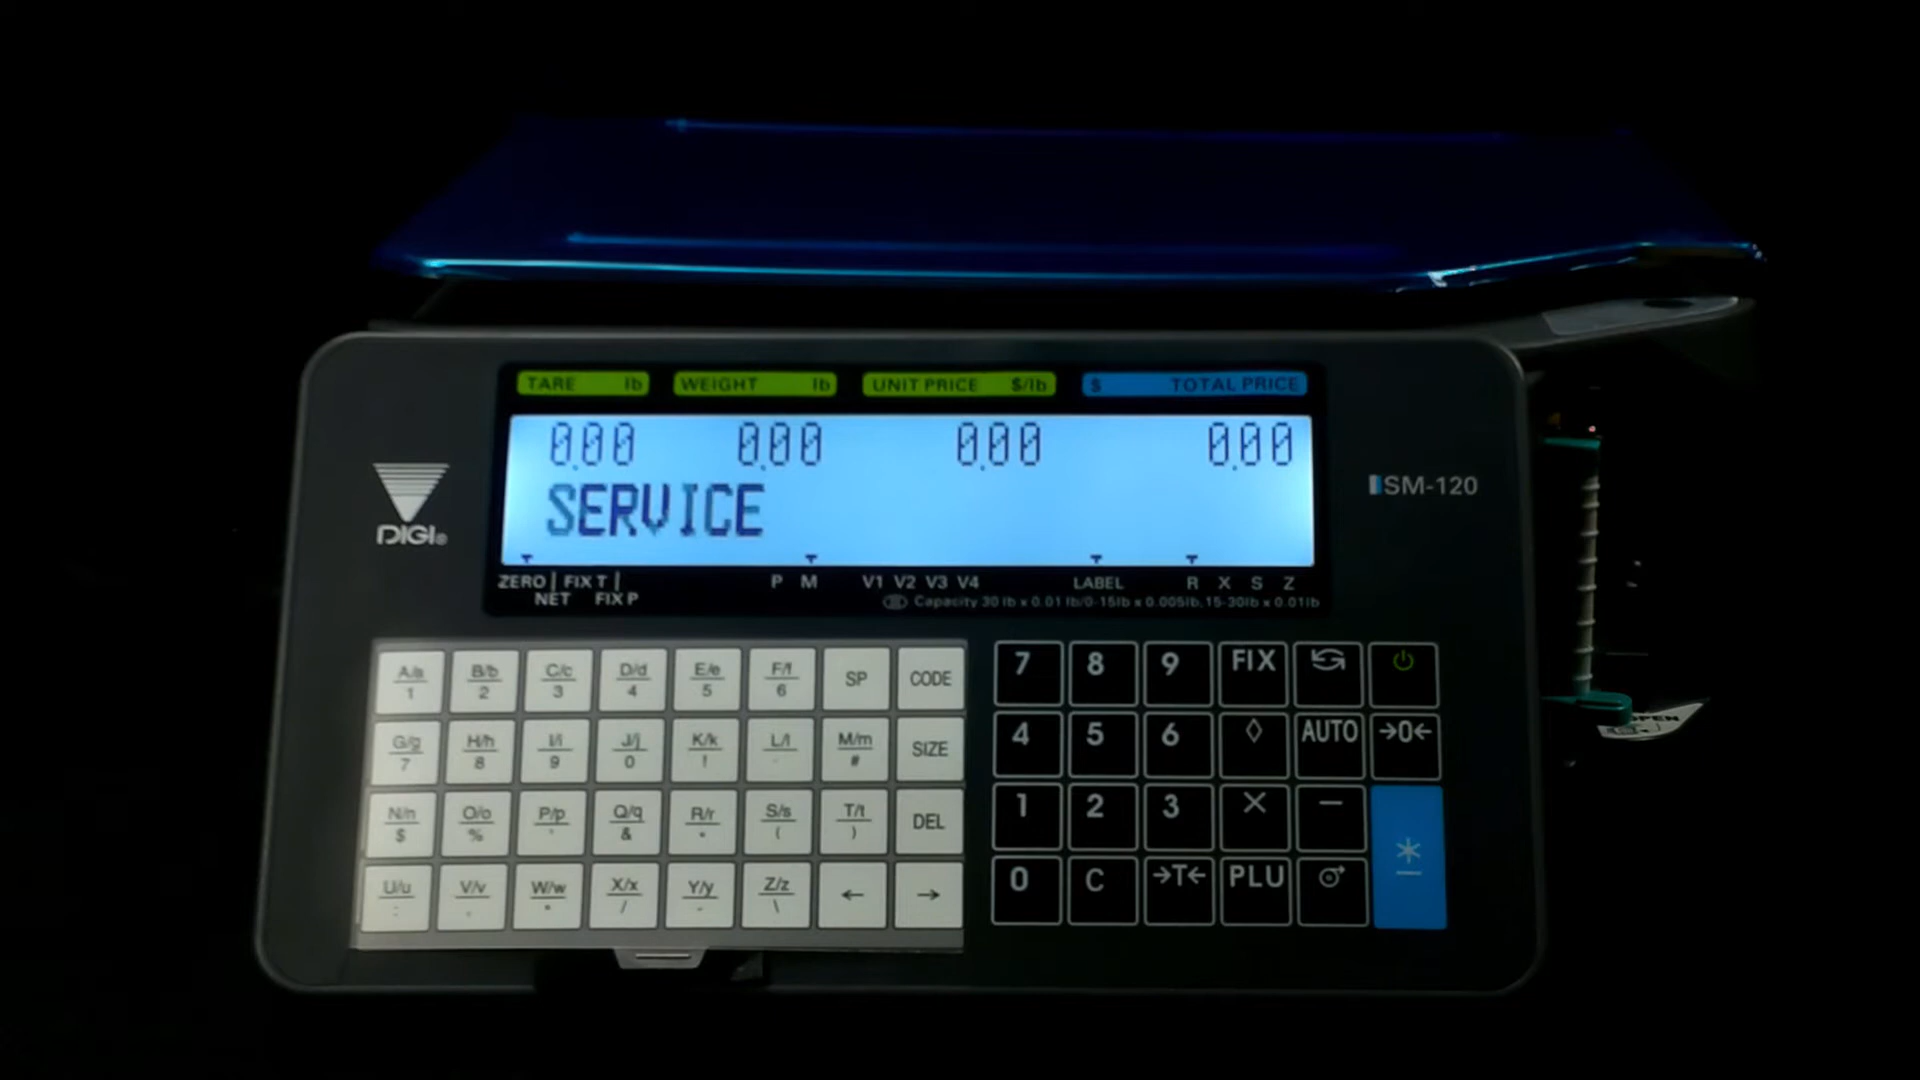 TARE lb WEIGHT lb UNIT PRICE $/lb $ TOTAL PRICE
0.00 0.00 0.00 0.00
SERVICE
DIGI®
SM-120
ZERO FIX T P M V1 V2 V3 V4 LABEL R X S Z
NET FIX P Capacity 30 lb x 0.01 lb/0-15lb x 0.005lb, 15-30lb x 0.01lb
A/a B/b C/c D/d E/e F/f SP CODE
1 2 3 4 5 6
G/g H/h I/i J/j K/k L/l M/m SIZE
7 8 9 0 ! #
N/n O/o P/p Q/q R/r S/s T/t DEL
$ % ' & ( )
U/u V/v W/w X/x Y/y Z/z ← →
: / - \
7 8 9 FIX
4 5 6 ◊ AUTO →0←
1 2 3 × −
0 C →T← PLU
*
−
OPEN